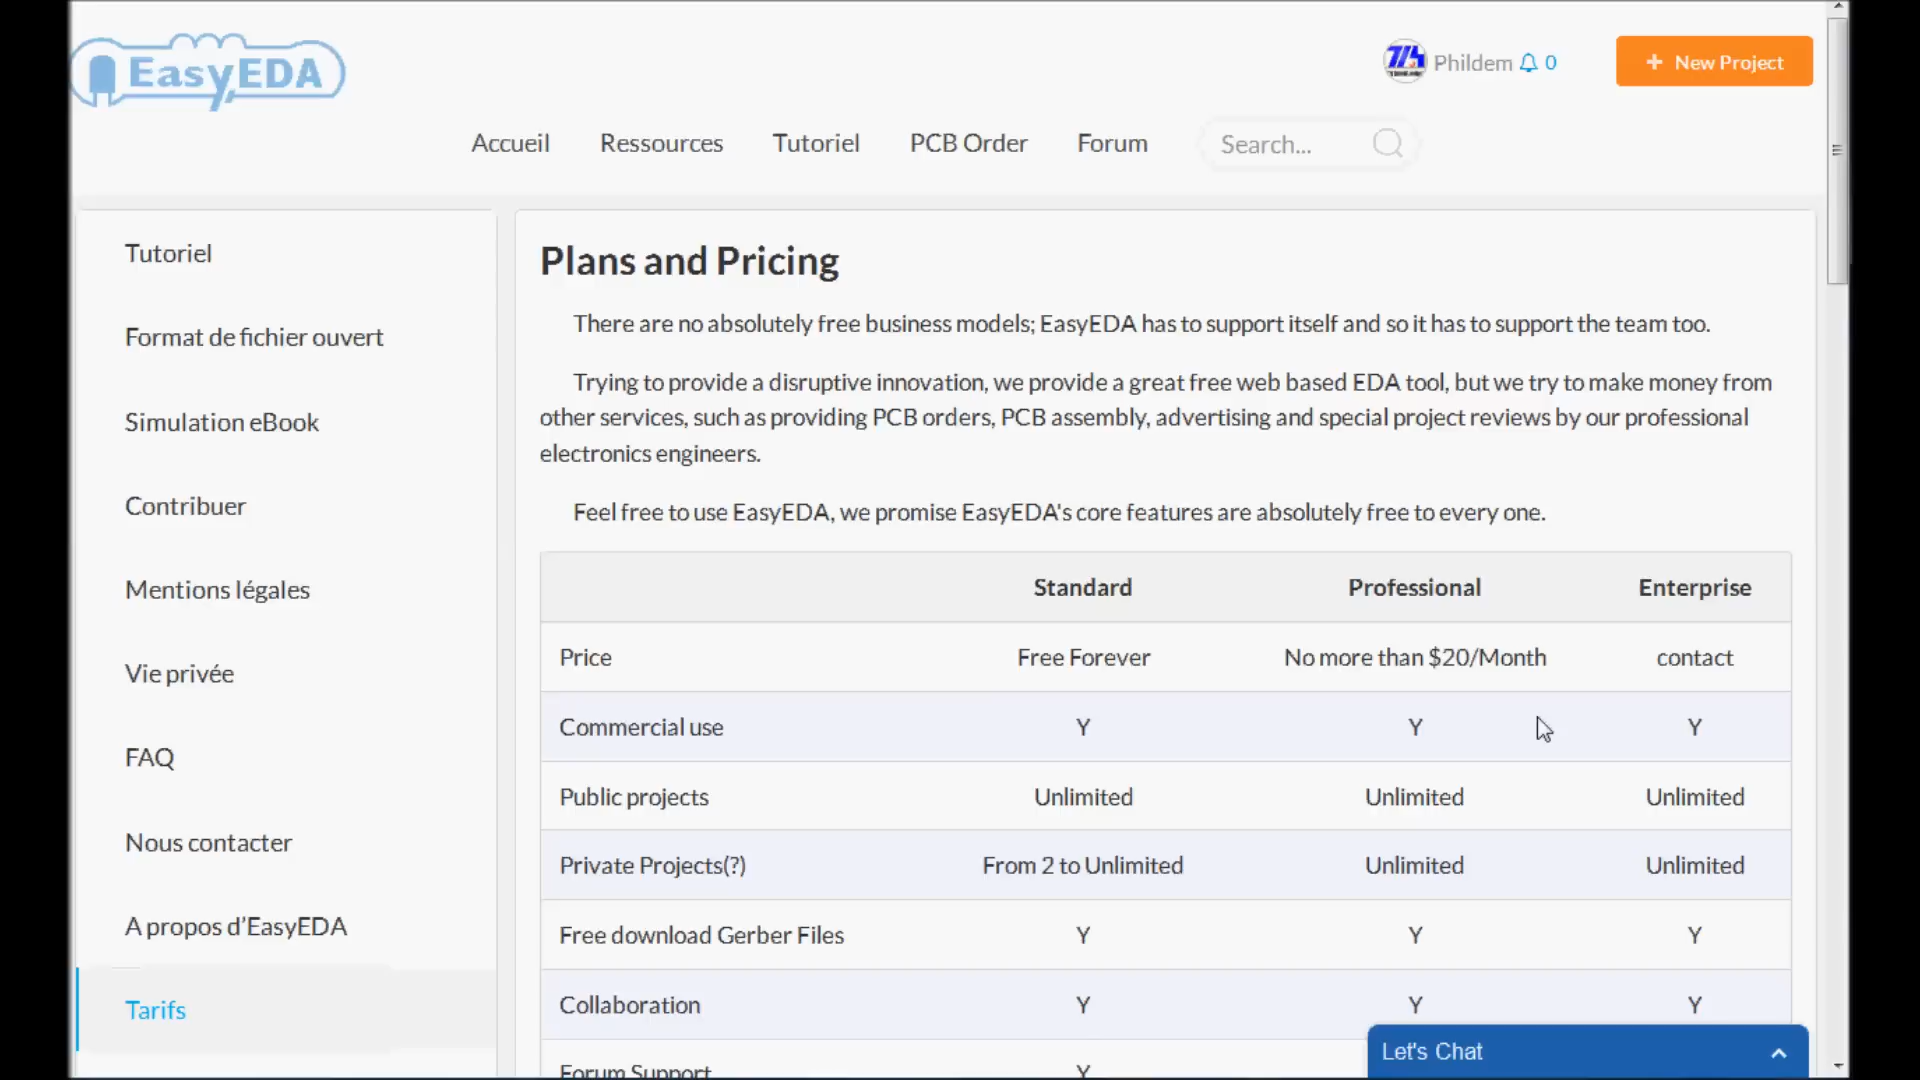 EasyEDA
Phildem 0
+ New Project
Accueil Ressources Tutoriel PCB Order Forum Search...
Tutoriel
Format de fichier ouvert
Simulation eBook
Contribuer
Mentions légales
Vie privée
FAQ
Nous contacter
A propos d’EasyEDA
Tarifs
Plans and Pricing
There are no absolutely free business models; EasyEDA has to support itself and so it has to support the team too.
Trying to provide a disruptive innovation, we provide a great free web based EDA tool, but we try to make money from
other services, such as providing PCB orders, PCB assembly, advertising and special project reviews by our professional
electronics engineers.
Feel free to use EasyEDA, we promise EasyEDA's core features are absolutely free to every one.
Standard Professional Enterprise
Price Free Forever No more than $20/Month contact
Commercial use Y Y Y
Public projects Unlimited Unlimited Unlimited
Private Projects(?) From 2 to Unlimited Unlimited Unlimited
Free download Gerber Files Y Y Y
Collaboration Y Y Y
Forum Support Y
Let's Chat